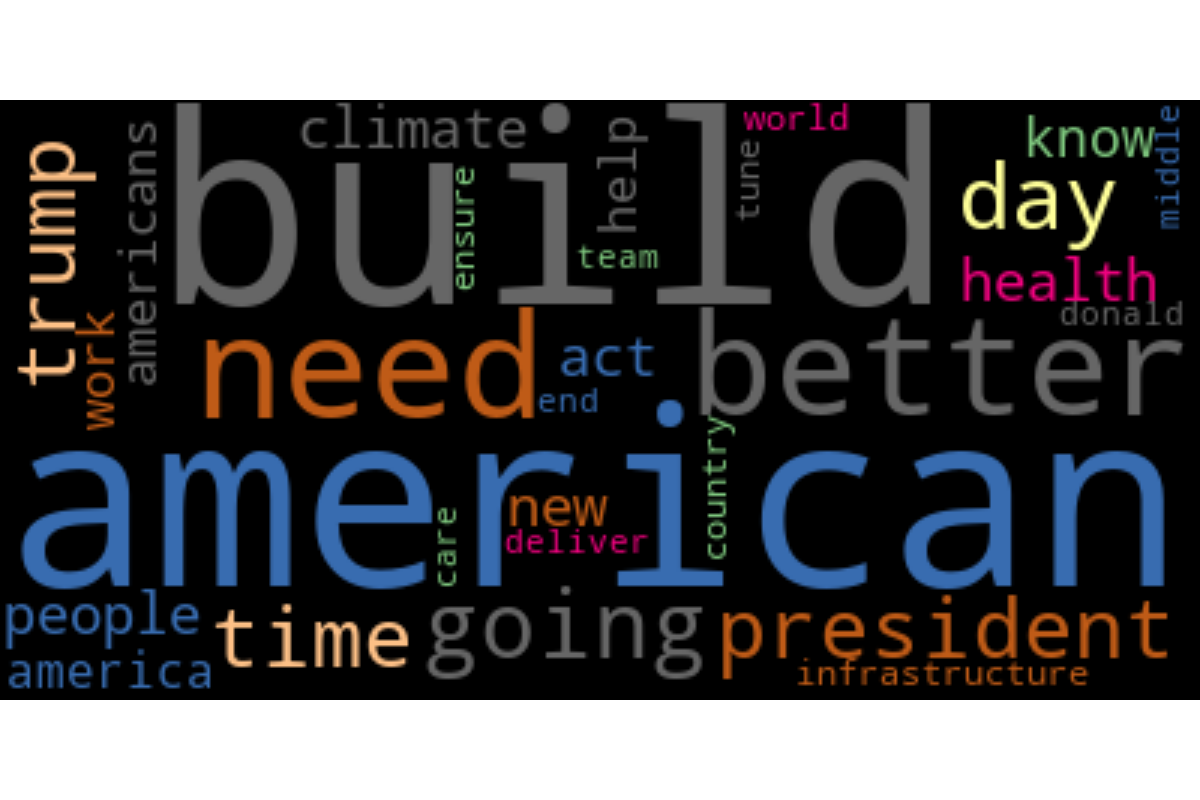 climate
world
know
middle
build
help
tune
trump
americans
ensure
team
day
health
donald
work
need
act
better
end
american
country
new
care
deliver
people
time
going
president
america
infrastructure